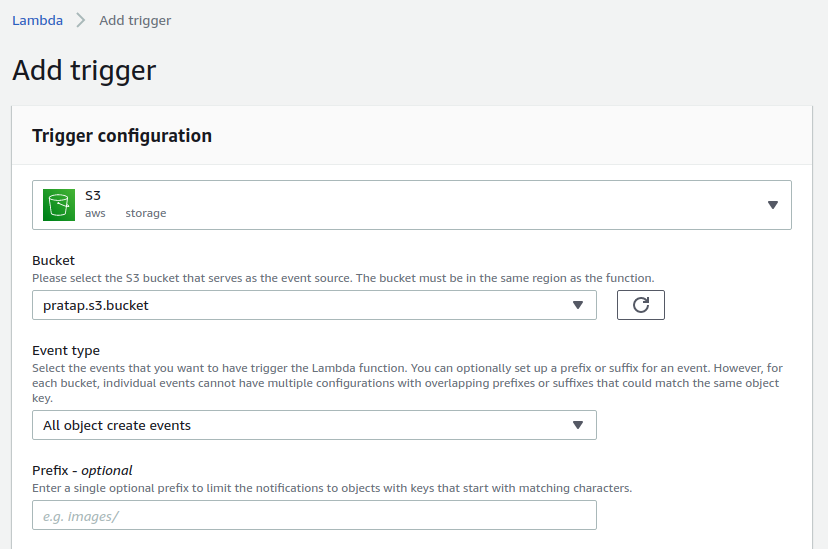 Lambda > Add trigger
Add trigger
Trigger configuration
S3
aws storage
Bucket
Please select the S3 bucket that serves as the event source. The bucket must be in the same region as the function.
pratap.s3.bucket
Event type
Select the events that you want to have trigger the Lambda function. You can optionally set up a prefix or suffix for an event. However, for
each bucket, individual events cannot have multiple configurations with overlapping prefixes or suffixes that could match the same object
key.
All object create events
Prefix - optional
Enter a single optional prefix to limit the notifications to objects with keys that start with matching characters.
e.g. images/